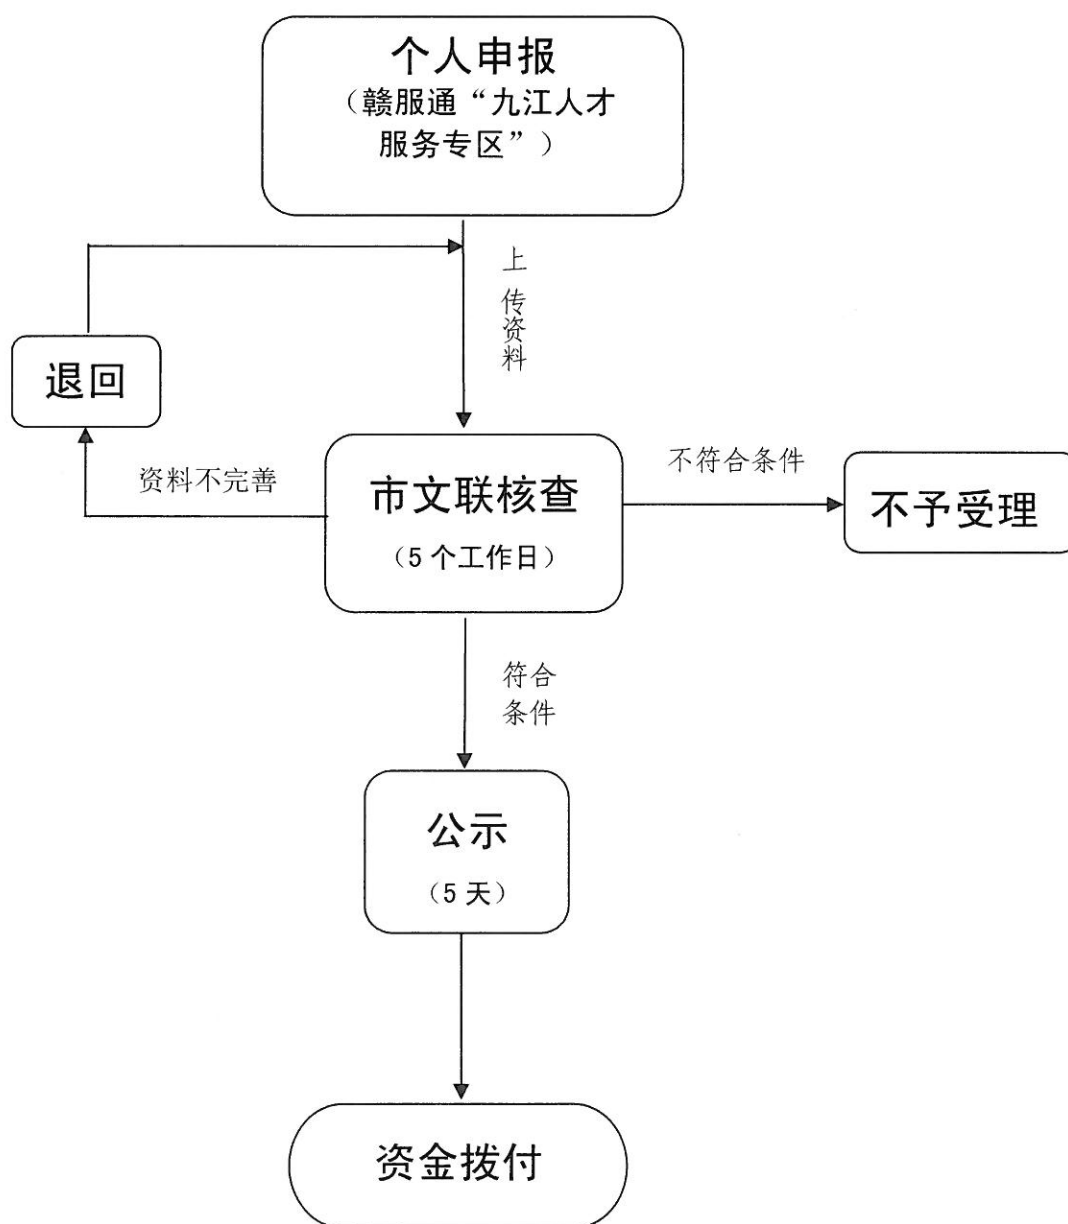 个人申报
（赣服通“九江人才
服务专区”）
上
传资料
退回
资料不完善
市文联核查
（5 个工作日）
不符合条件
不予受理
符合
条件
公示
（5 天）
资金拨付